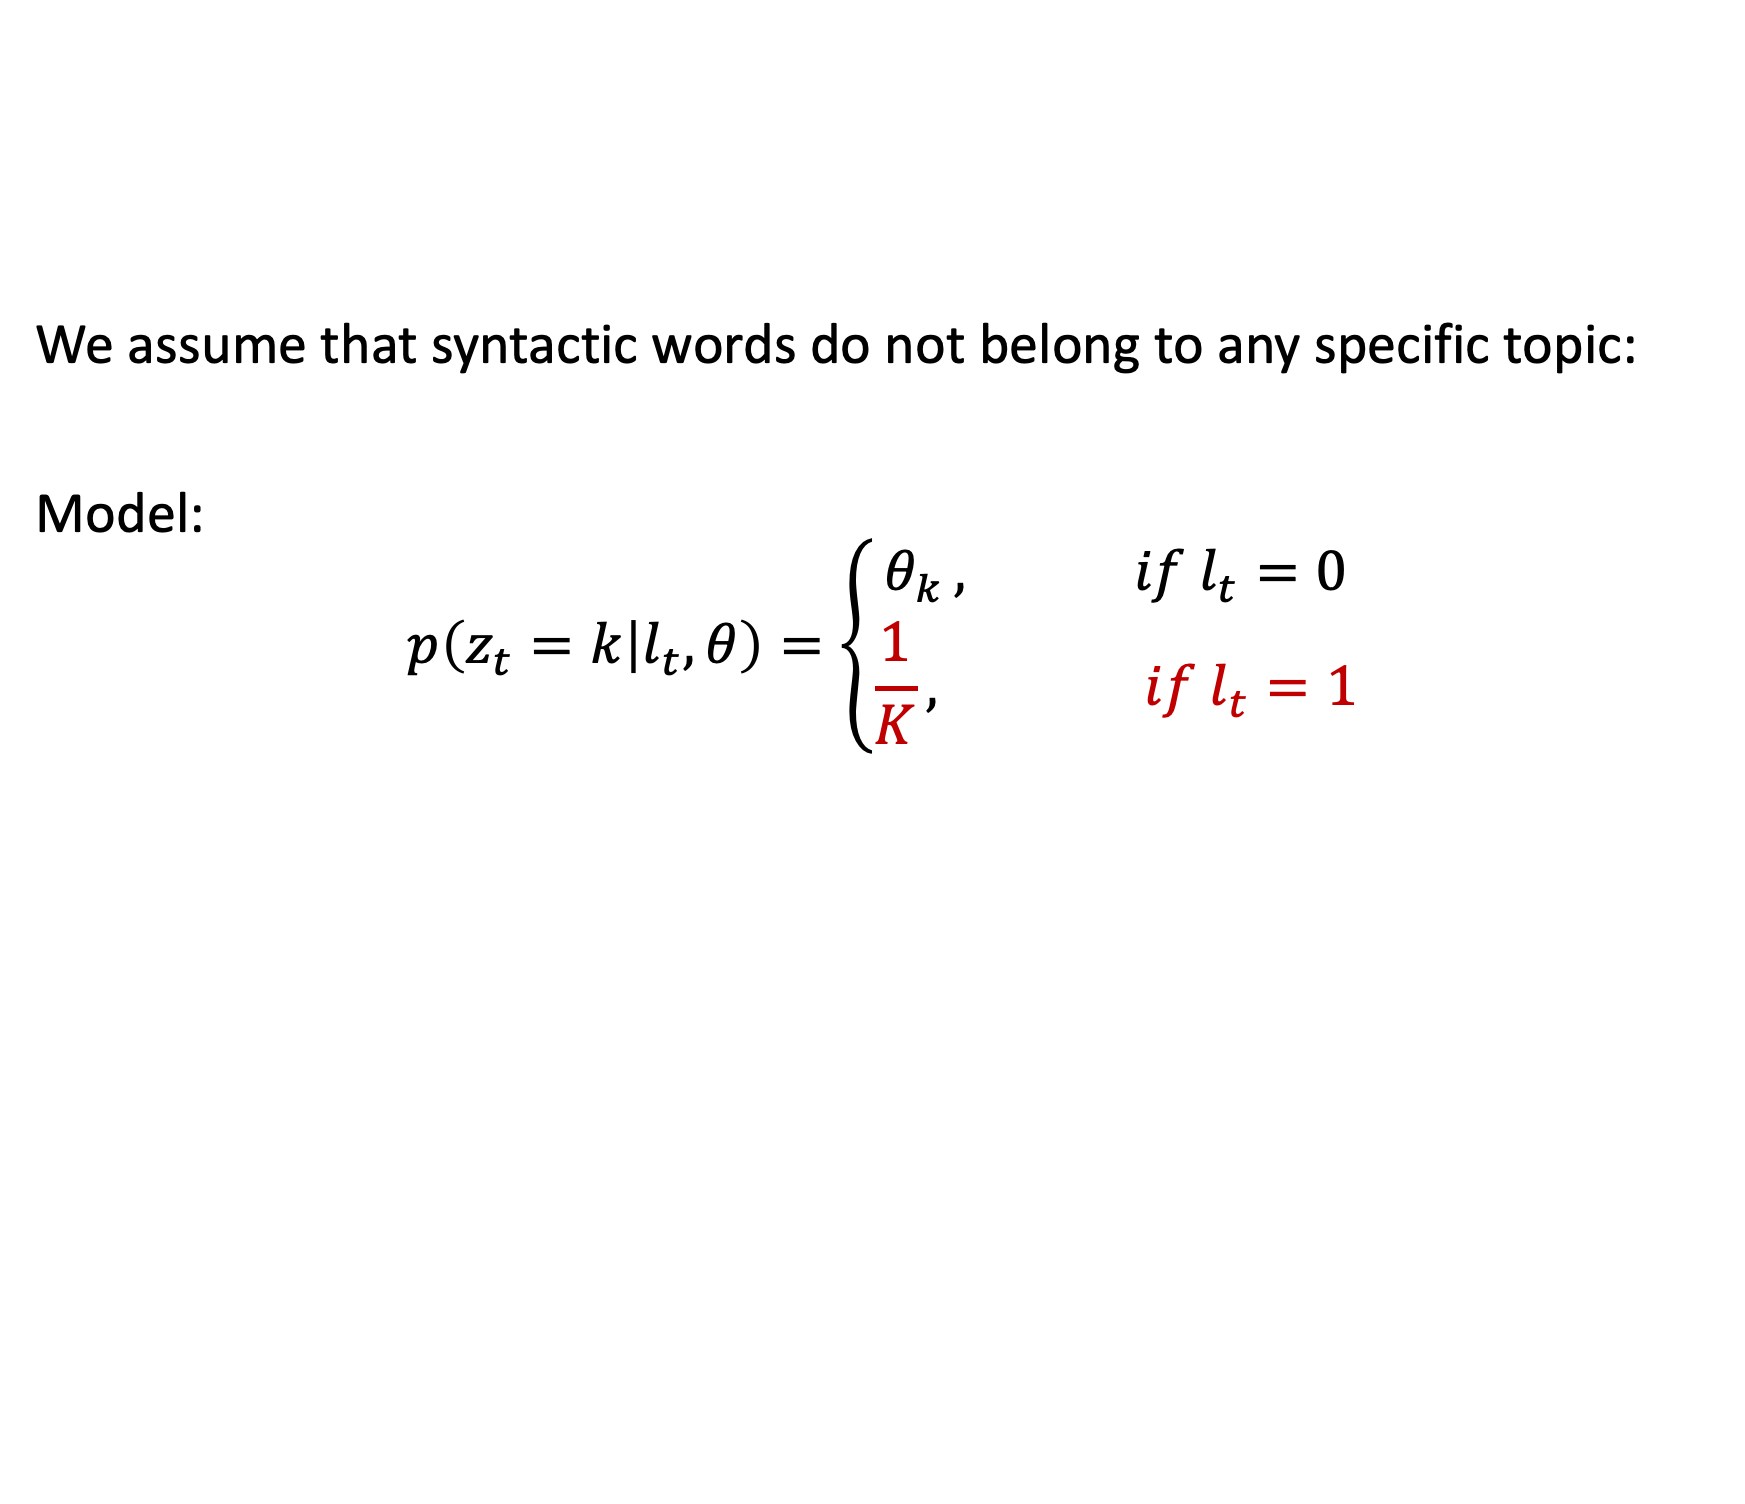 We assume that syntactic words do not belong to any specific topic:
Model:
p(z_t = k|l_t, θ) = { θ_k , if l_t = 0
1/K , if l_t = 1